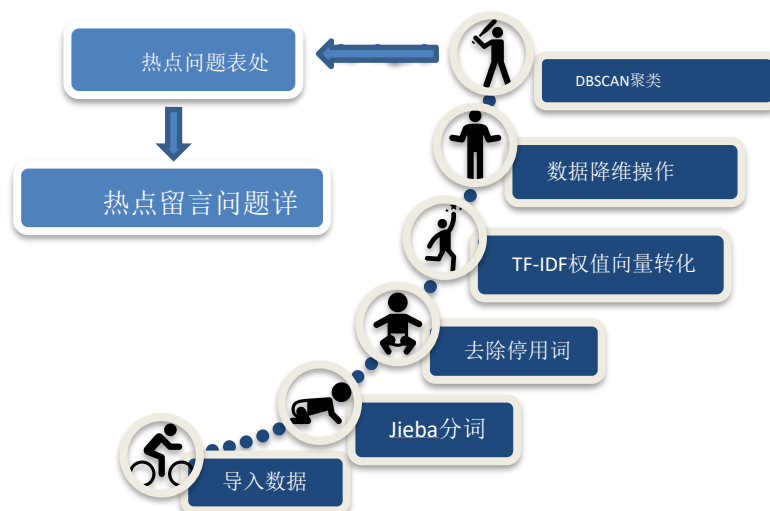 热点问题表处
DBSCAN聚类
数据降维操作
热点留言问题详
TF-IDF权值向量转化
去除停用词
Jieba分词
导入数据